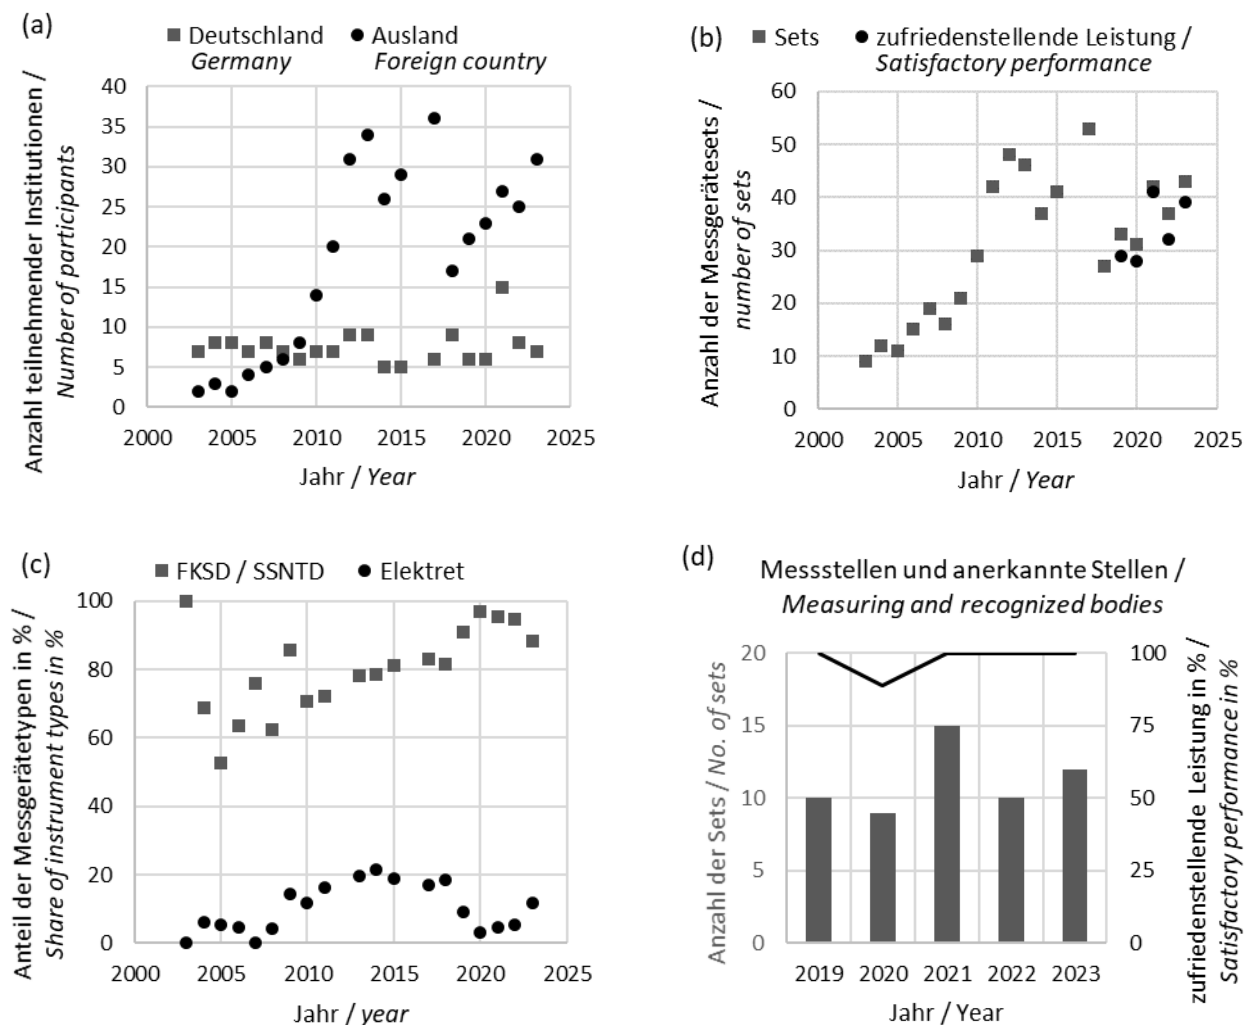 (a)
Deutschland Ausland
Germany Foreign country
Anzahl teilnehmender Institutionen /
Number of participants
40
35
30
25
20
15
10
5
0
2000 2005 2010 2015 2020 2025
Jahr / Year
(b)
Sets zufriedenstellende Leistung /
Satisfactory performance
Anzahl der Messgerätesets /
number of sets
60
50
40
30
20
10
0
2000 2005 2010 2015 2020 2025
Jahr / Year
(c)
FKSD / SSNTD Elektret
Anteil der Messgerätetypen in % /
Share of instrument types in %
100
80
60
40
20
0
2000 2005 2010 2015 2020 2025
Jahr / year
(d)
Messstellen und anerkannte Stellen /
Measuring and recognized bodies
Anzahl der Sets / No. of sets
20
15
10
5
0
100
75
50
25
0
zufriedenstellende Leistung in % /
Satisfactory performance in %
2019 2020 2021 2022 2023
Jahr / Year